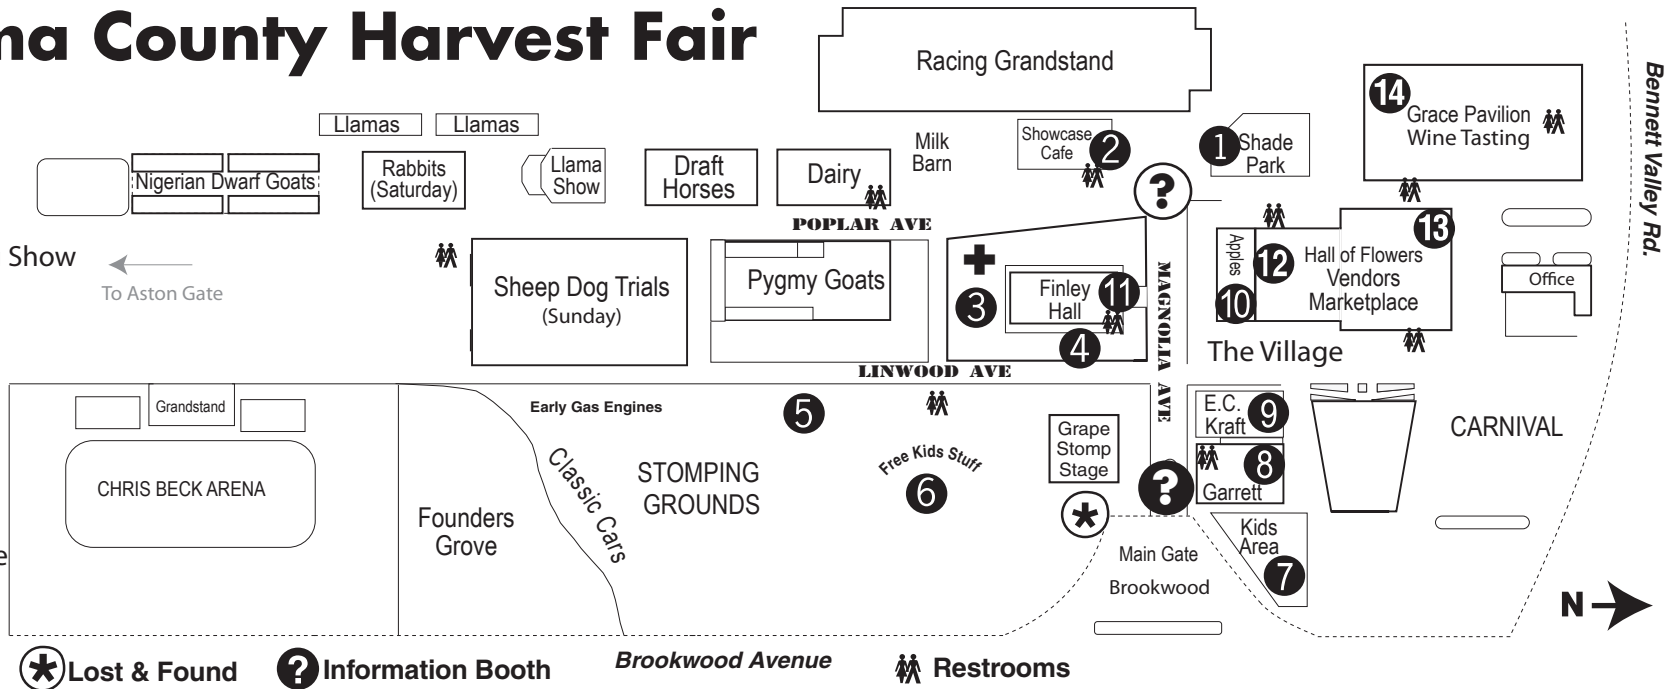 ma County Harvest Fair
Racing Grandstand
Bennett Valley Rd.
14
Grace Pavilion
Wine Tasting
Llamas
Llamas
Nigerian Dwarf Goats
Rabbits
(Saturday)
Llama
Show
Draft
Horses
Dairy
Milk
Barn
Showcase
Cafe
2
1
Shade
Park
?
POPLAR AVE
Show
To Aston Gate
Sheep Dog Trials
(Sunday)
Pygmy Goats
3
Finley
Hall
11
4
MAGNOLIA AVE
Apples
10
12
13
Hall of Flowers
Vendors
Marketplace
Office
The Village
LINWOOD AVE
Grandstand
CHRIS BECK ARENA
Early Gas Engines
5
Classic Cars
STOMPING
GROUNDS
Founders
Grove
Free Kids Stuff
6
Grape
Stomp
Stage
*
?
E.C.
Kraft
9
8
Garrett
CARNIVAL
Kids
Area
7
Main Gate
Brookwood
N
e
* Lost & Found
? Information Booth
Brookwood Avenue
Restrooms